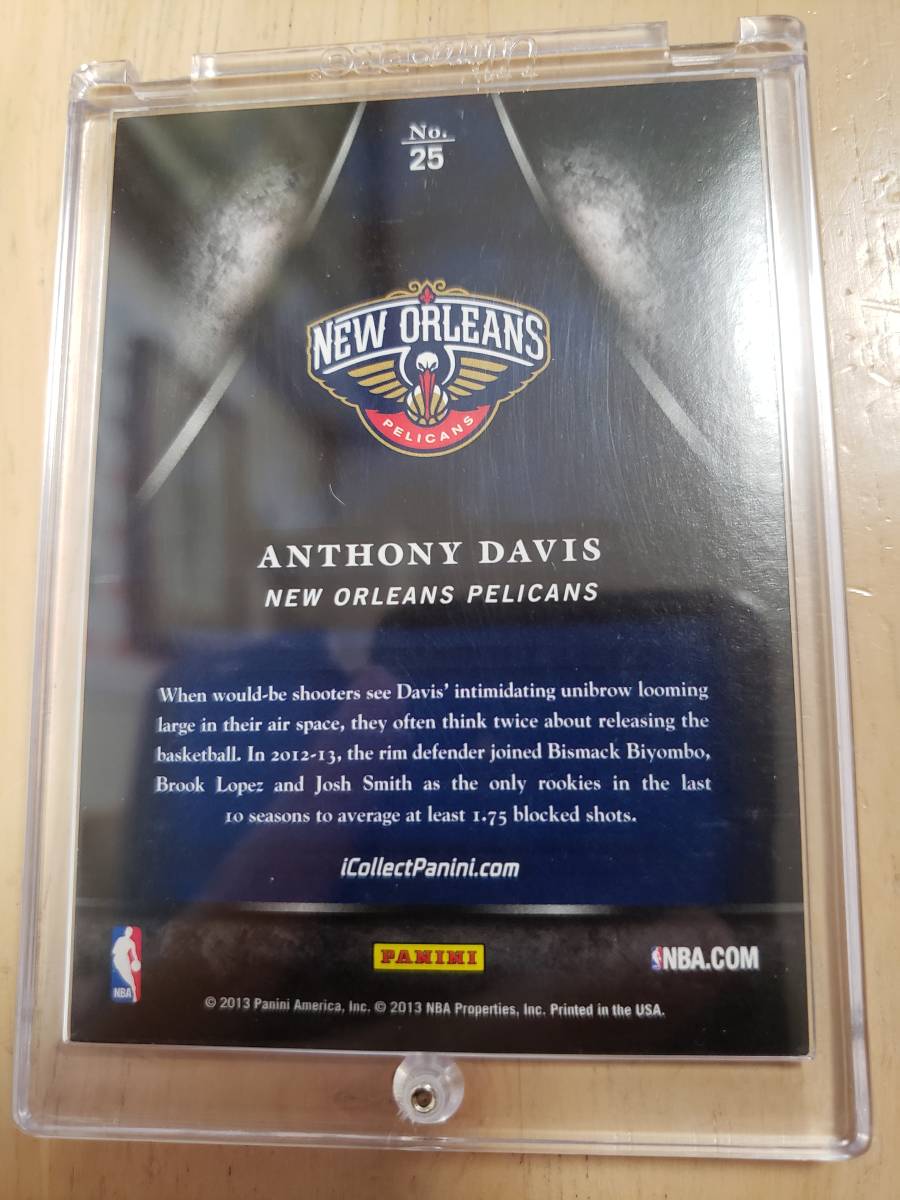 Ultra•PRO®
No.
25
NEW ORLEANS
PELICANS
ANTHONY DAVIS
NEW ORLEANS PELICANS
When would-be shooters see Davis' intimidating unibrow looming
large in their air space, they often think twice about releasing the
basketball. In 2012-13, the rim defender joined Bismack Biyombo,
Brook Lopez and Josh Smith as the only rookies in the last
10 seasons to average at least 1.75 blocked shots.
iCollectPanini.com
NBA
PANINI
NBA.COM
© 2013 Panini America, Inc. © 2013 NBA Properties, Inc. Printed in the USA.